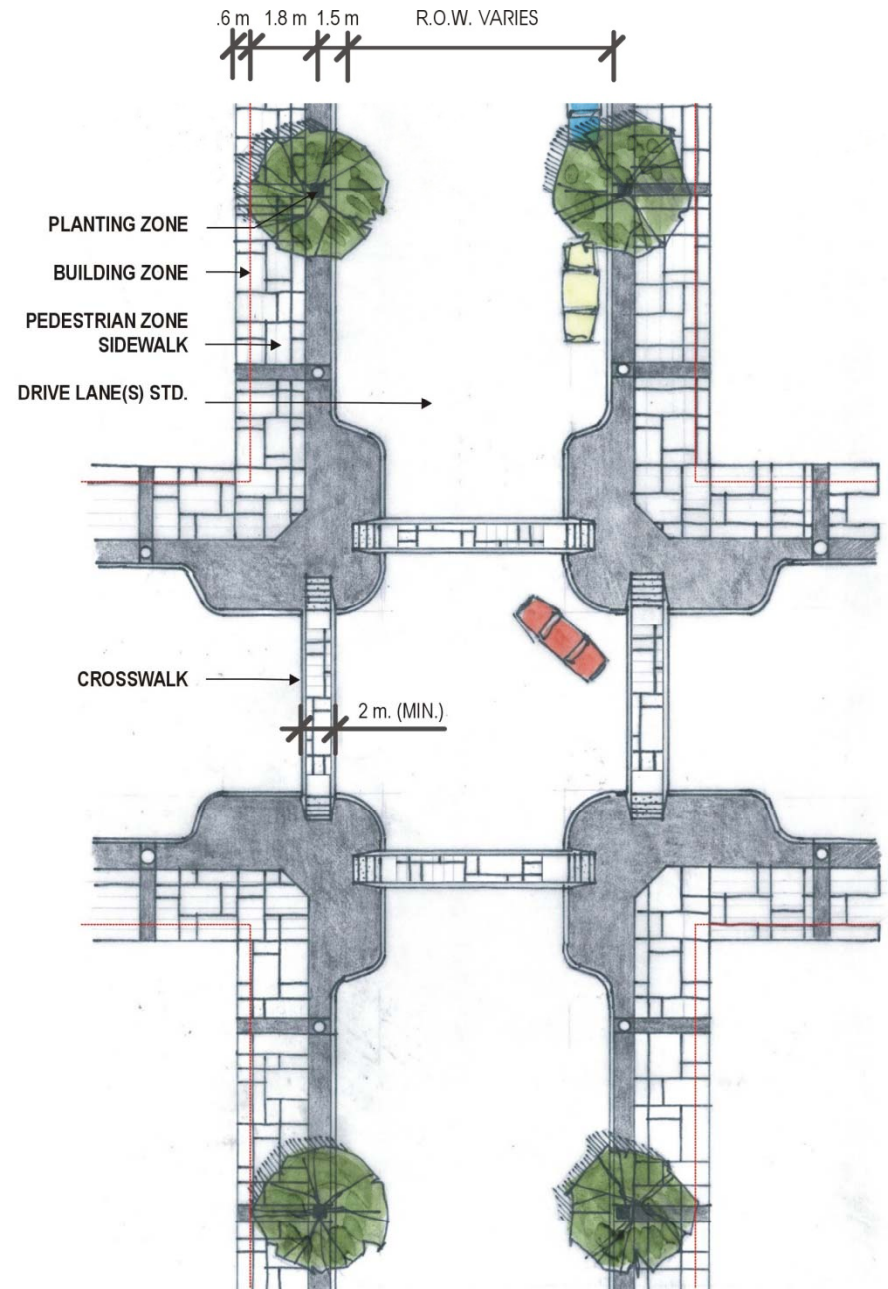 .6 m 1.8 m 1.5 m R.O.W. VARIES
PLANTING ZONE
BUILDING ZONE
PEDESTRIAN ZONE
SIDEWALK
DRIVE LANE(S) STD.
CROSSWALK
2 m. (MIN.)